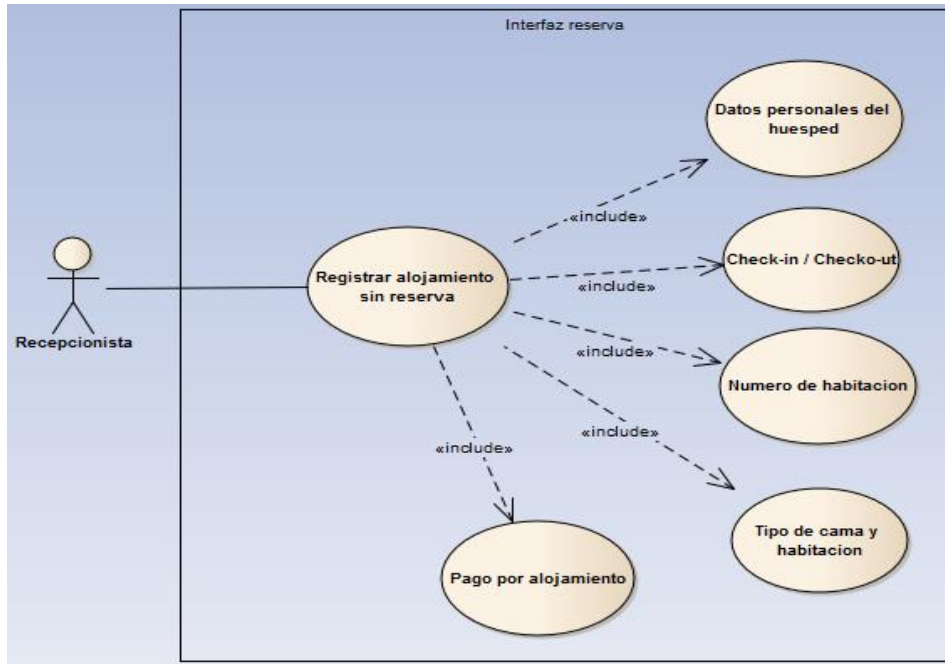 Interfaz reserva
Datos personales del
huesped
«include»
Check-in / Checko-ut
«include»
Registrar alojamiento
sin reserva
Recepcionista
«include»
Numero de habitacion
«include»
«include»
Tipo de cama y
habitacion
Pago por alojamiento